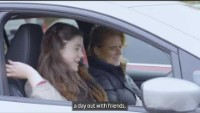 a day out with friends,